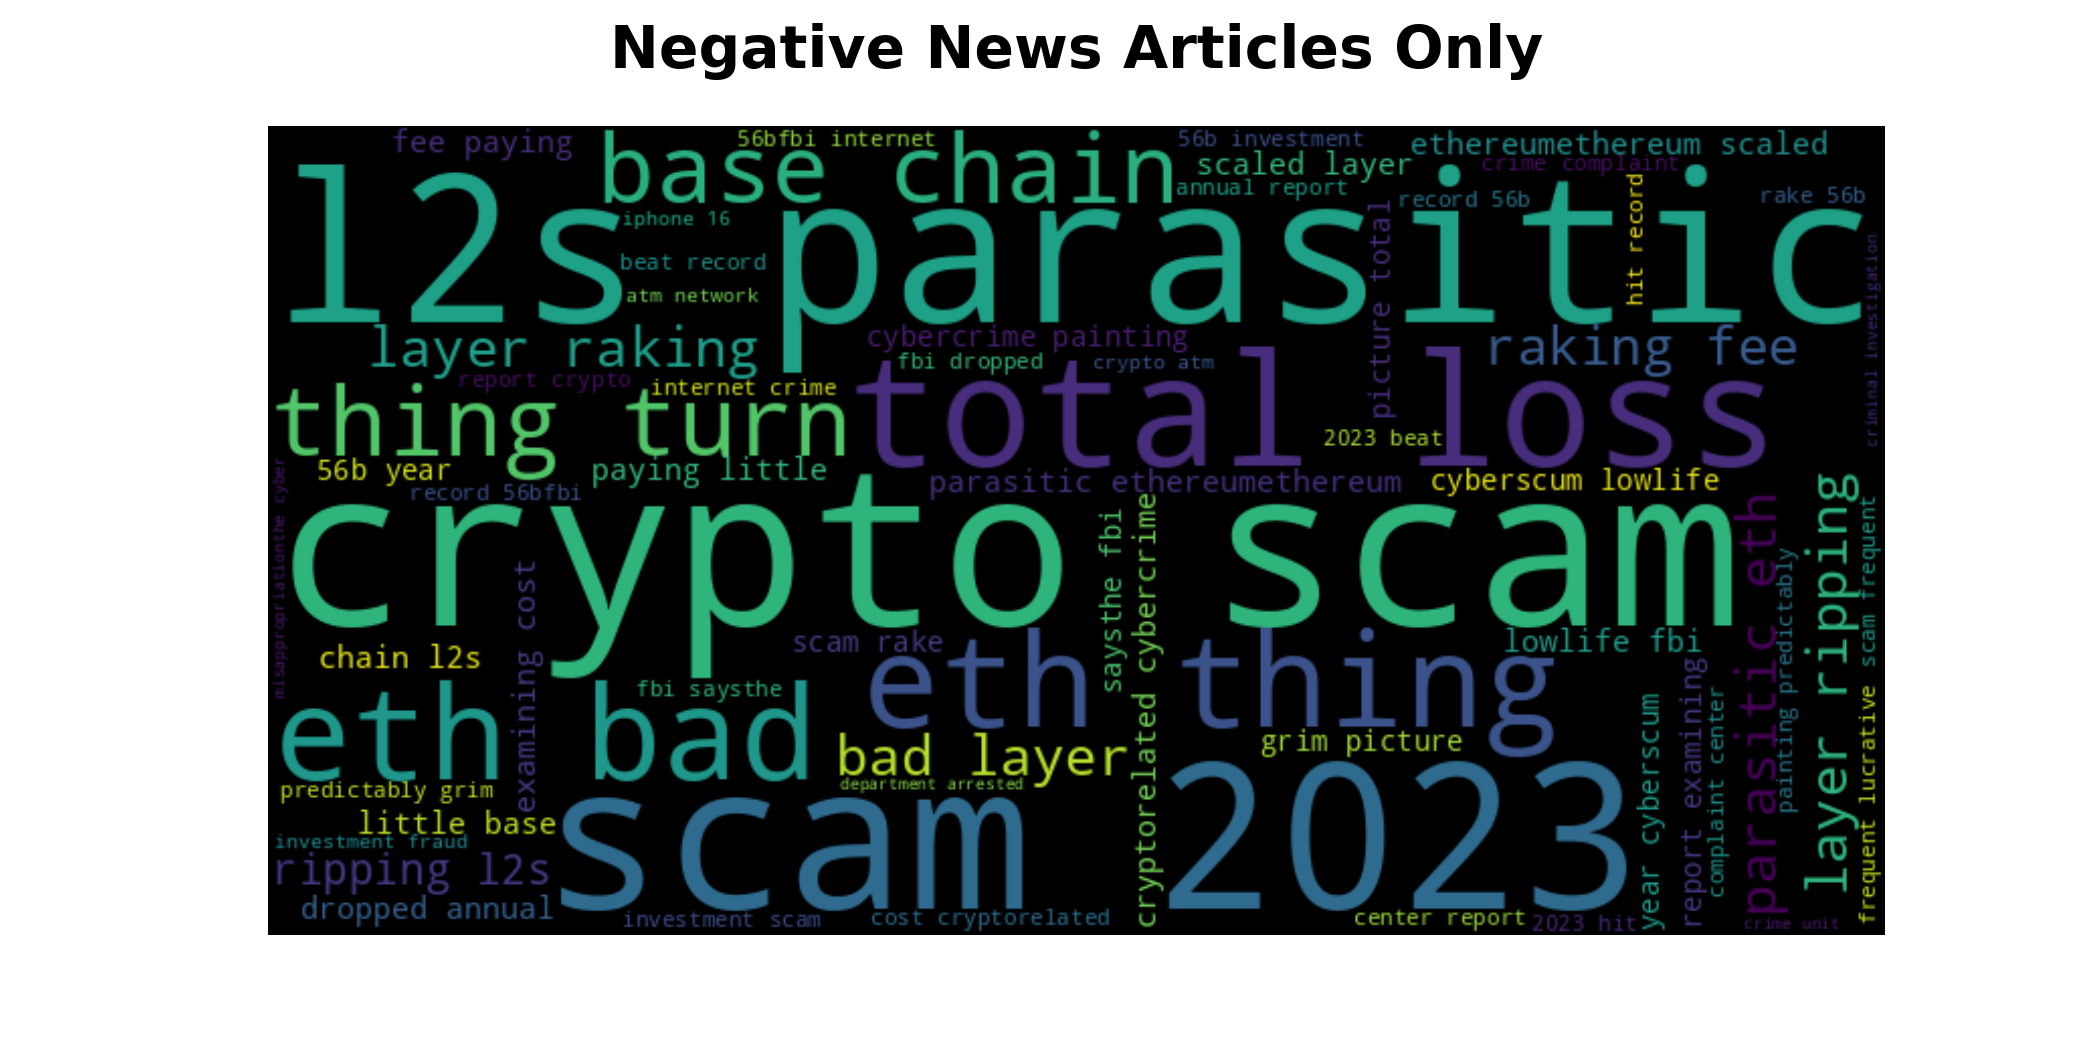 Negative News Articles Only
fee paying
56bfbi internet
base chain
56b investment
ethereumethereum scaled
scaled layer
crime complaint
annual report
l2s parasitic
record 56b
rake 56b
hit record
iphone 16
beat record
atm network
picture total
criminal investigation
layer raking
cybercrime painting
raking fee
fbi dropped
crypto atm
report crypto
internet crime
total loss
thing turn
2023 beat
56b year
paying little
parasitic ethereumethereum
cyberscum lowlife
record 56bfbi
misappropriationthe cyber
crypto scam
saysthe fbi
cryptorelated cybercrime
parasitic eth
layer ripping
scam frequent
painting predictably
examining cost
chain l2s
scam rake
eth thing
lowlife fbi
fbi saysthe
eth bad
bad layer
grim picture
department arrested
predictably grim
little base
investment fraud
ripping l2s
dropped annual
scam 2023
year cyberscum
report examining
complaint center
frequent lucrative
investment scam
cost cryptorelated
center report
2023 hit
crime unit